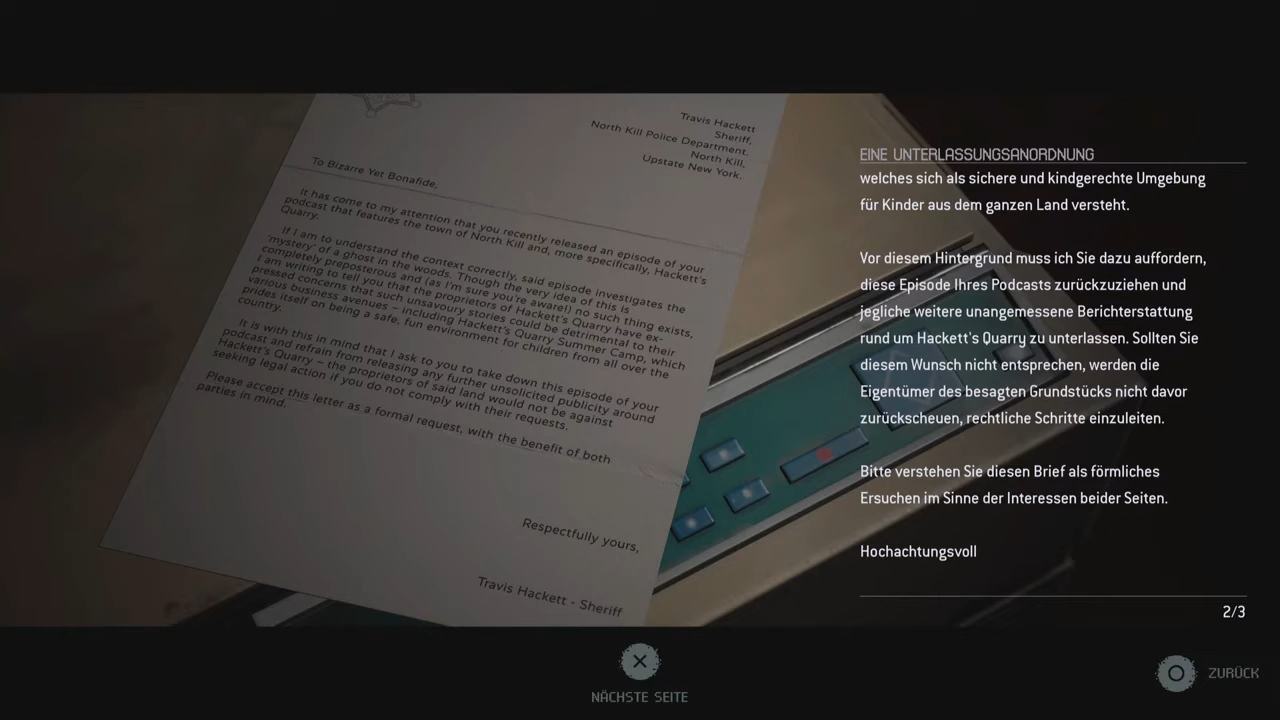 Travis Hackett
Sheriff,
North Kill Police Department.
North Kill,
Upstate New York.
To Bizarre Yet Bonafide,
It has come to my attention that you recently released an episode of your
podcast that features the town of North Kill and, more specifically, Hackett's
Quarry.
If I am to understand the context correctly, said episode investigates the
'mystery' of a ghost in the woods. Though the very idea of this is
completely preposterous and (as I'm sure you're aware!) no such thing exists,
I am writing to tell you that the proprietors of Hackett's Quarry have ex-
pressed concerns that such unsavoury stories could be detrimental to their
various business avenues – including Hackett's Quarry Summer Camp, which
prides itself on being a safe, fun environment for children from all over the
country.
It is with this in mind that I ask to you to take down this episode of your
podcast and refrain from releasing any further unsolicited publicity around
Hackett's Quarry – the proprietors of said land would not be against
seeking legal action if you do not comply with their requests.
Please accept this letter as a formal request, with the benefit of both
parties in mind.
Respectfully yours,
Travis Hackett - Sheriff
EINE UNTERLASSUNGSANORDNUNG
welches sich als sichere und kindgerechte Umgebung
für Kinder aus dem ganzen Land versteht.
Vor diesem Hintergrund muss ich Sie dazu auffordern,
diese Episode Ihres Podcasts zurückzuziehen und
jegliche weitere unangemessene Berichterstattung
rund um Hackett's Quarry zu unterlassen. Sollten Sie
diesem Wunsch nicht entsprechen, werden die
Eigentümer des besagten Grundstücks nicht davor
zurückscheuen, rechtliche Schritte einzuleiten.
Bitte verstehen Sie diesen Brief als förmliches
Ersuchen im Sinne der Interessen beider Seiten.
Hochachtungsvoll
2/3
NÄCHSTE SEITE
ZURÜCK